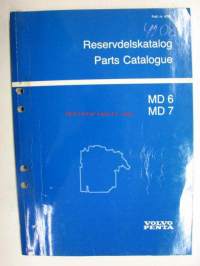 Reservdelskatalog
Parts Catalogue
MD 6
MD 7
VOLVO
PENTA